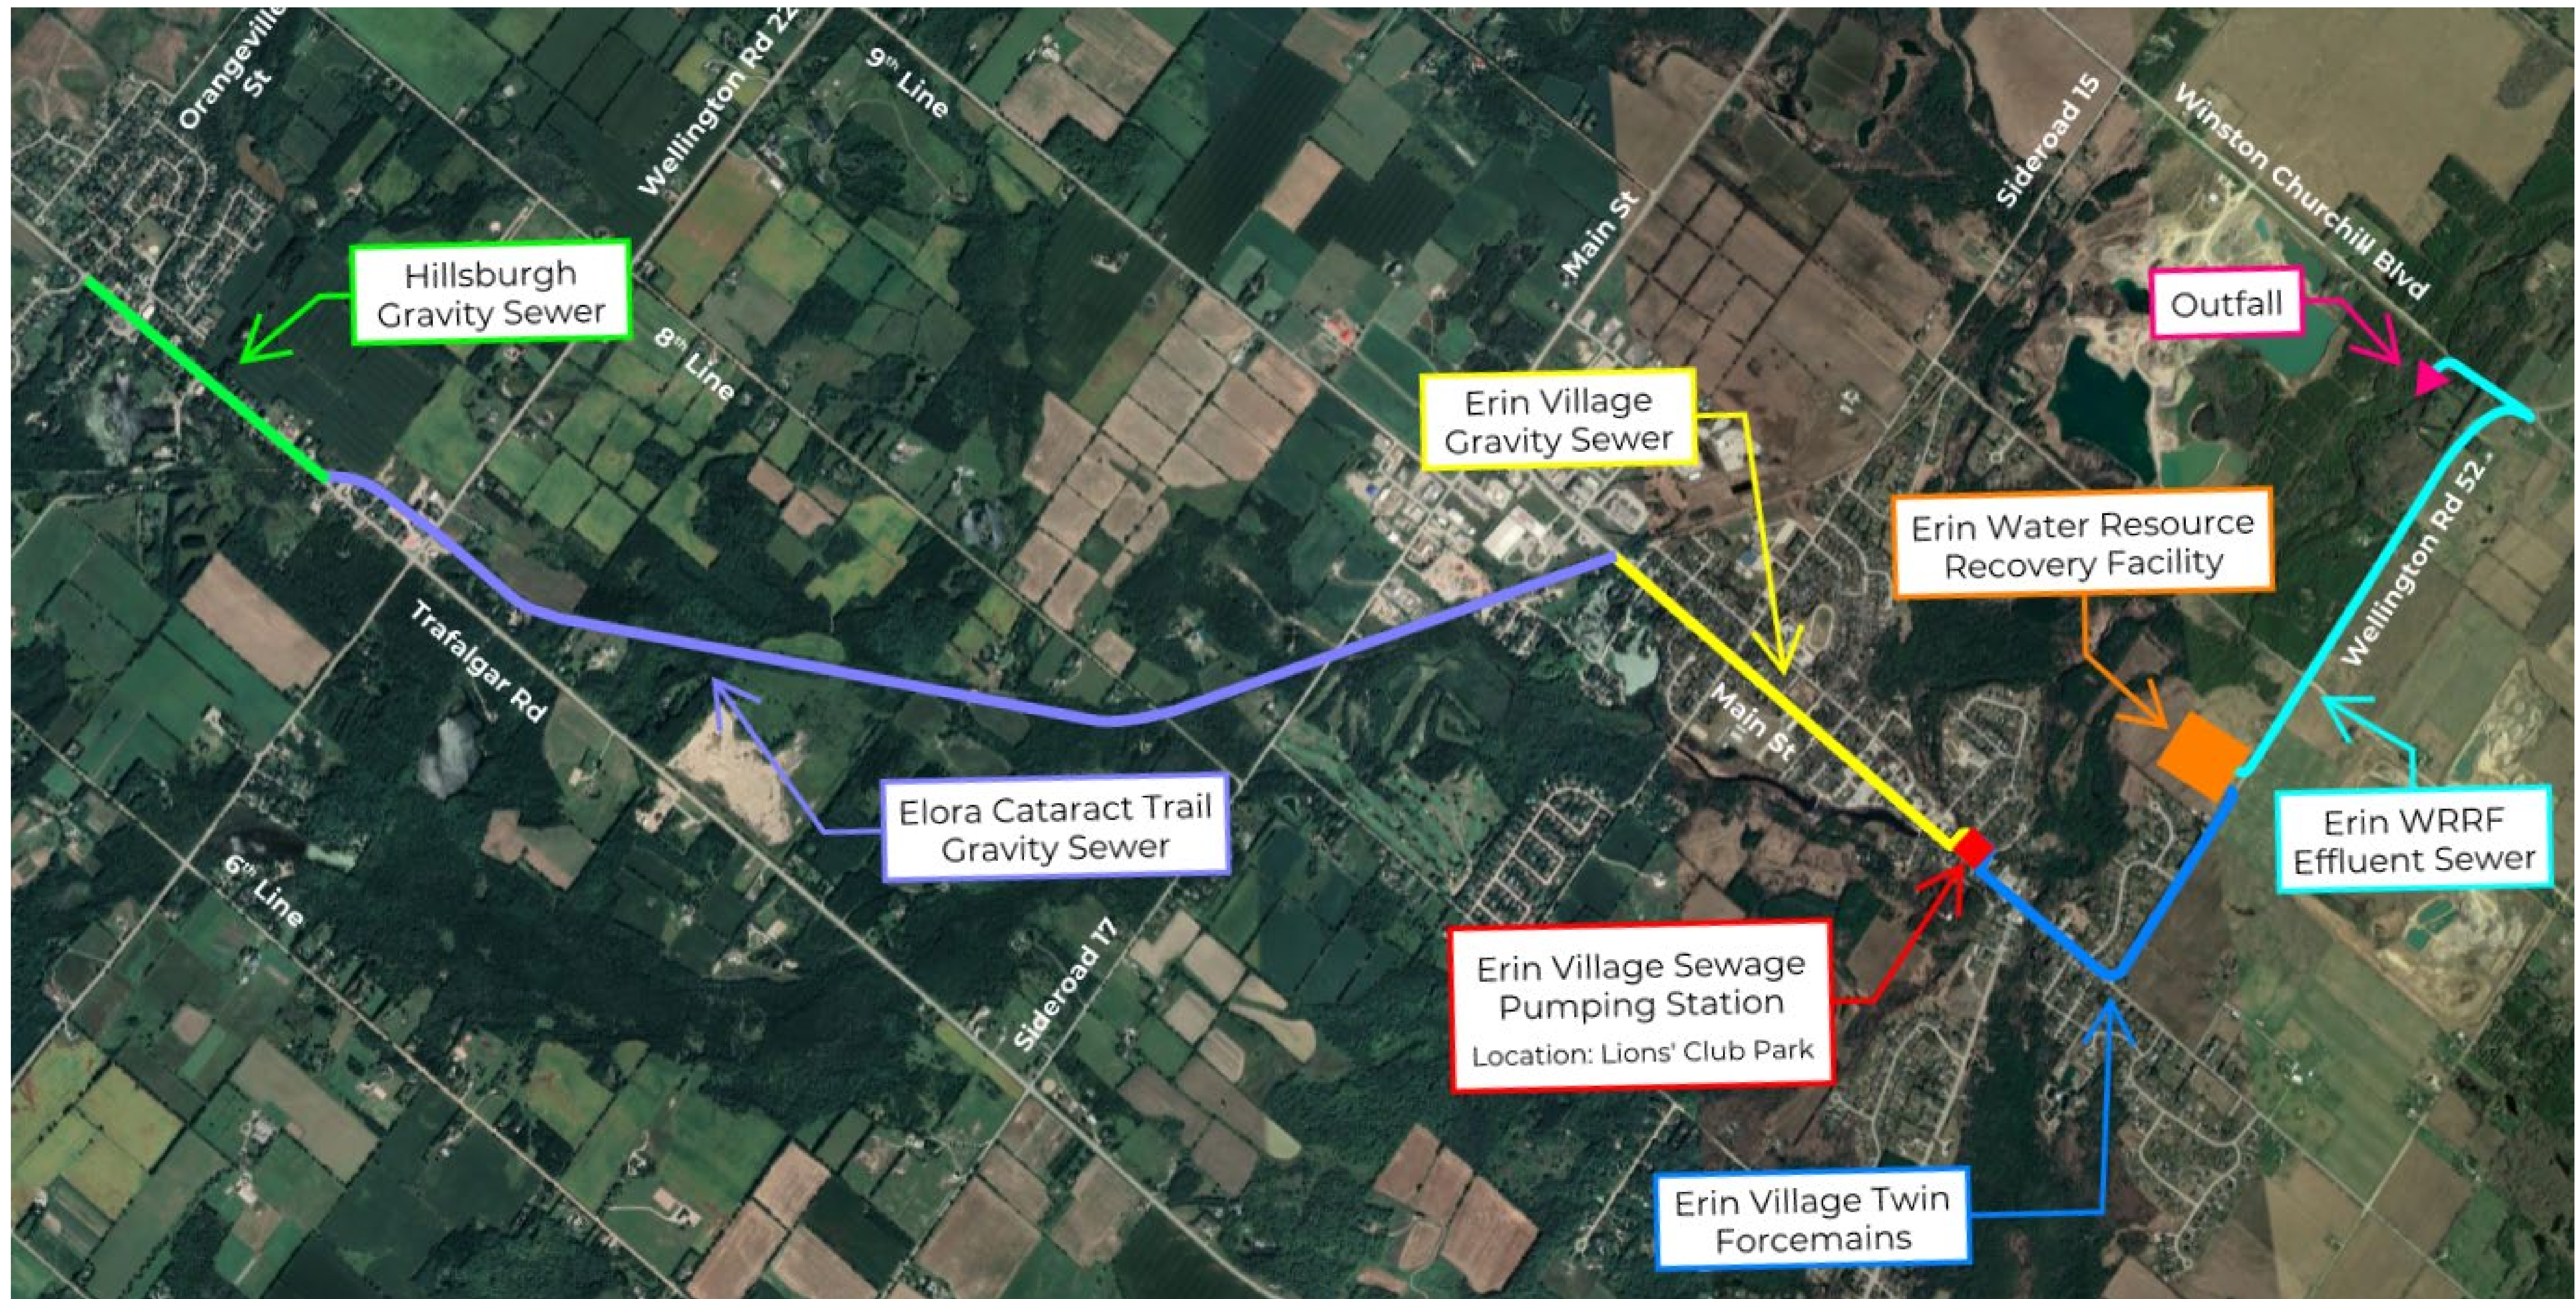 Orangeville
St
Wellington Rd 22
9th Line
Sideroad 15
Winston Churchill Blvd
Main St
Hillsburgh
Gravity Sewer
Outfall
8th Line
Erin Village
Gravity Sewer
Erin Water Resource
Recovery Facility
Wellington Rd 52
Trafalgar Rd
Main St
Elora Cataract Trail
Gravity Sewer
Erin WRRF
Effluent Sewer
6th Line
Sideroad 17
Erin Village Sewage
Pumping Station
Location: Lions' Club Park
Erin Village Twin
Forcemains